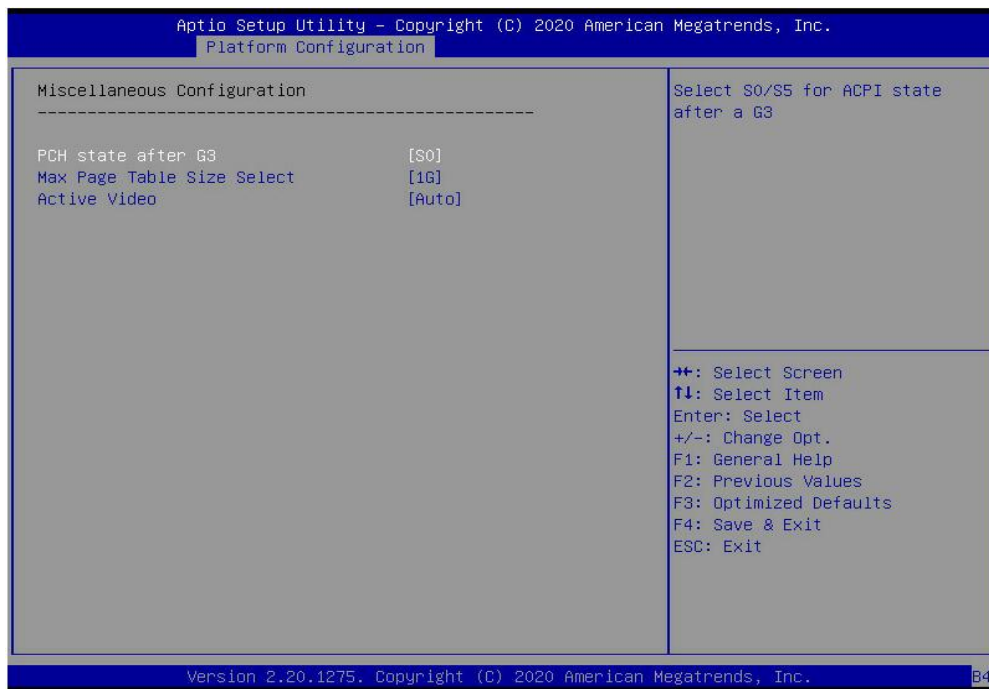 Aptio Setup Utility – Copyright (C) 2020 American Megatrends, Inc.
Platform Configuration
Miscellaneous Configuration
--------------------------------------------------
PCH state after G3 [S0]
Max Page Table Size Select [1G]
Active Video [Auto]
Select S0/S5 for ACPI state
after a G3
→←: Select Screen
↑↓: Select Item
Enter: Select
+/-: Change Opt.
F1: General Help
F2: Previous Values
F3: Optimized Defaults
F4: Save & Exit
ESC: Exit
Version 2.20.1275. Copyright (C) 2020 American Megatrends, Inc.
B4